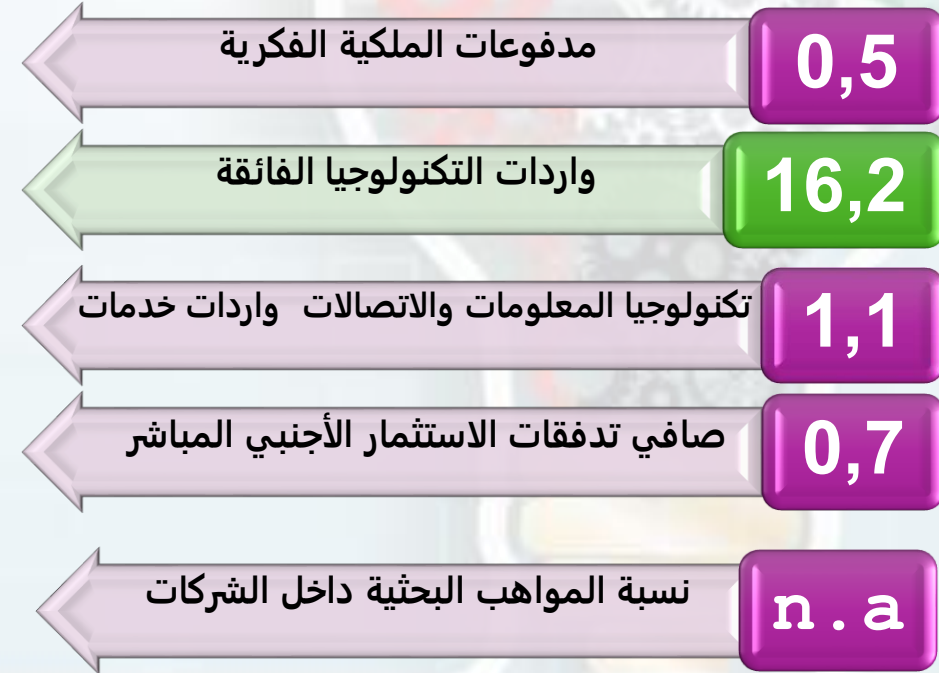 مدفوعات الملكية الفكرية
0,5
واردات التكنولوجيا الفائقة
16,2
تكنولوجيا المعلومات والاتصالات واردات خدمات
1,1
صافي تدفقات الاستثمار الأجنبي المباشر
0,7
نسبة المواهب البحثية داخل الشركات
n.a